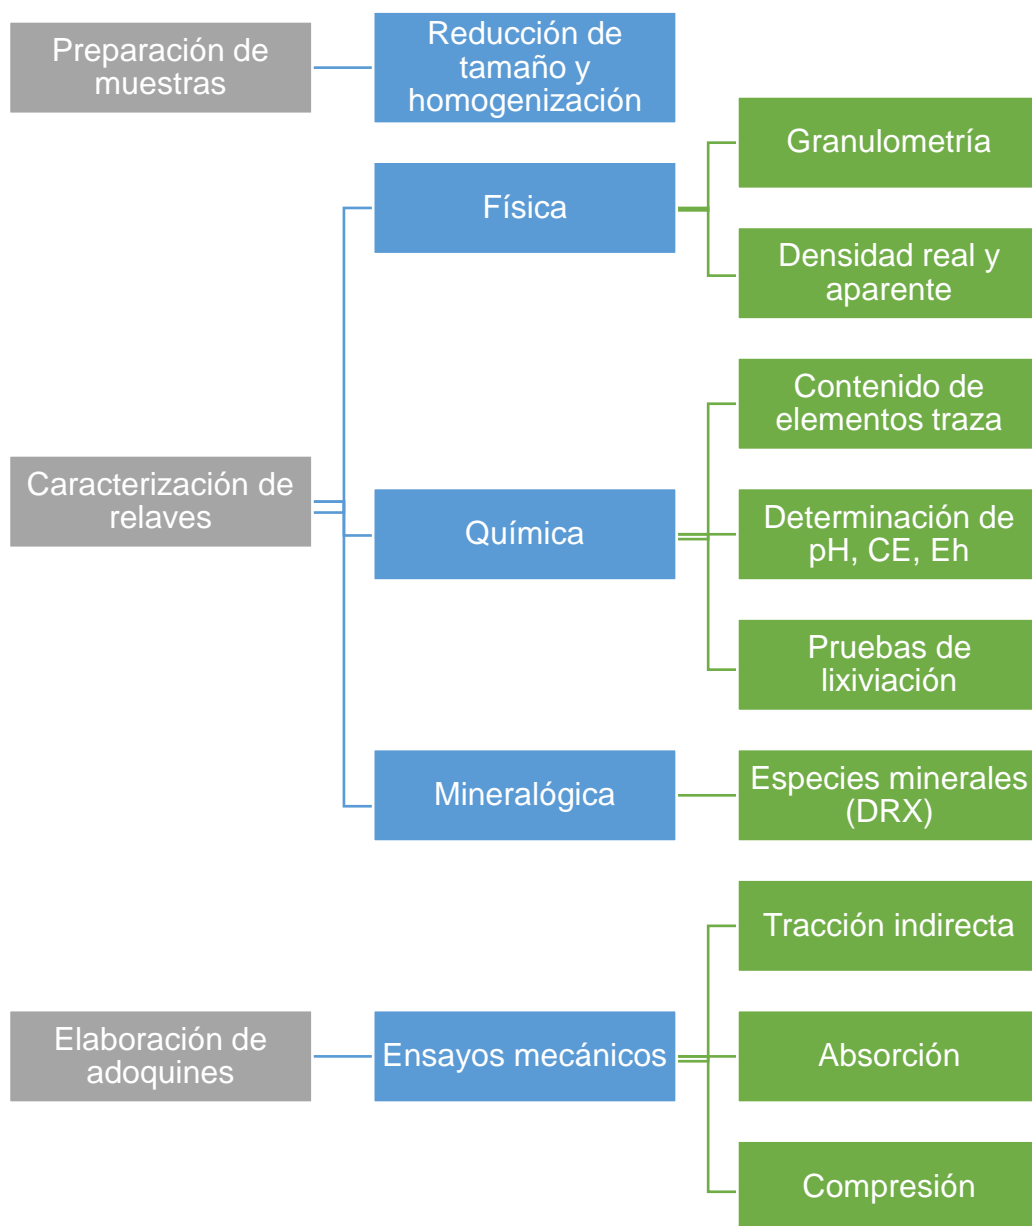 Preparación de
muestras
Reducción de
tamaño y
homogenización
Caracterización de
relaves
Física
Granulometría
Densidad real y
aparente
Química
Contenido de
elementos traza
Determinación de
pH, CE, Eh
Pruebas de
lixiviación
Mineralógica
Especies minerales
(DRX)
Elaboración de
adoquines
Ensayos mecánicos
Tracción indirecta
Absorción
Compresión